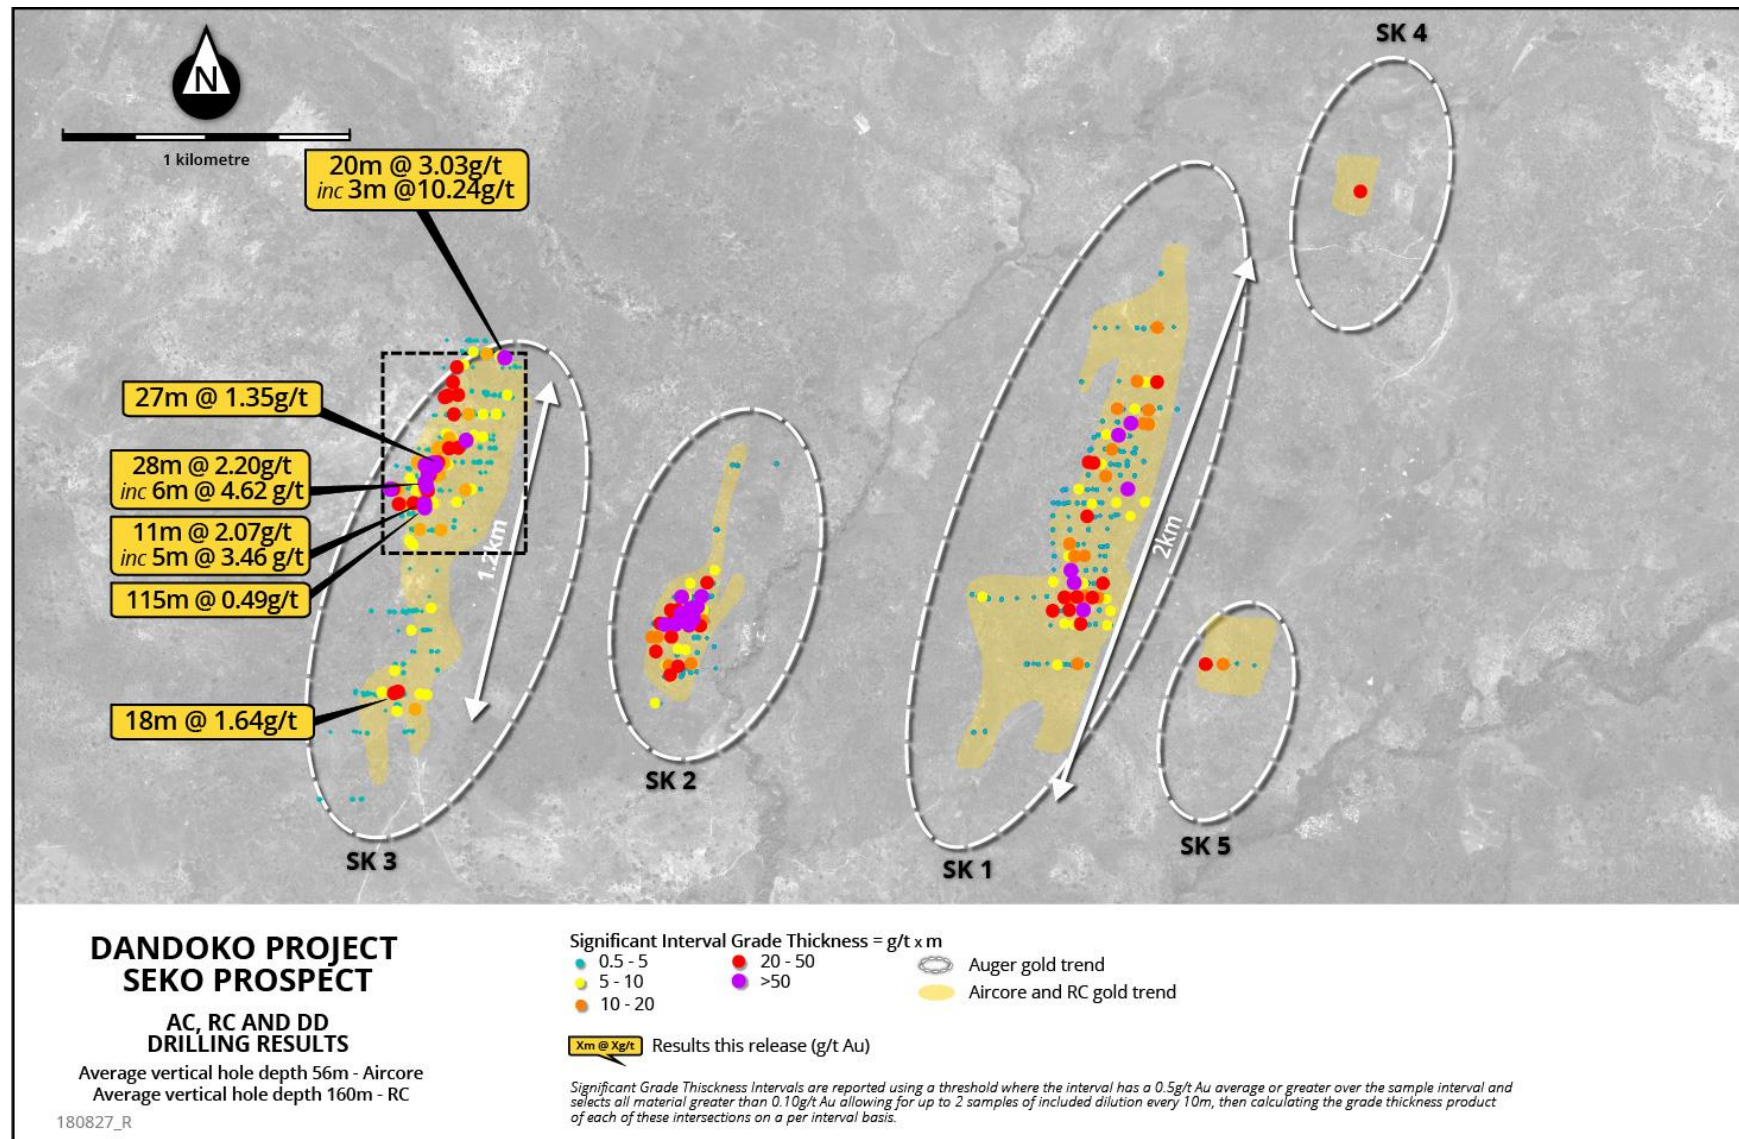 SK 4
N
1 kilometre
20m @ 3.03g/t
inc 3m @10.24g/t
27m @ 1.35g/t
28m @ 2.20g/t
inc 6m @ 4.62 g/t
11m @ 2.07g/t
inc 5m @ 3.46 g/t
115m @ 0.49g/t
18m @ 1.64g/t
1.2km
2km
SK 2
SK 3
SK 1
SK 5
DANDOKO PROJECT
SEKO PROSPECT
AC, RC AND DD
DRILLING RESULTS
Average vertical hole depth 56m - Aircore
Average vertical hole depth 160m - RC
180827_R
Significant Interval Grade Thickness = g/t x m
0.5 - 5
5 - 10
10 - 20
20 - 50
>50
Auger gold trend
Aircore and RC gold trend
Xm @ Xg/t Results this release (g/t Au)
Significant Grade Thisckness Intervals are reported using a threshold where the interval has a 0.5g/t Au average or greater over the sample interval and
selects all material greater than 0.10g/t Au allowing for up to 2 samples of included dilution every 10m, then calculating the grade thickness product
of each of these intersections on a per interval basis.